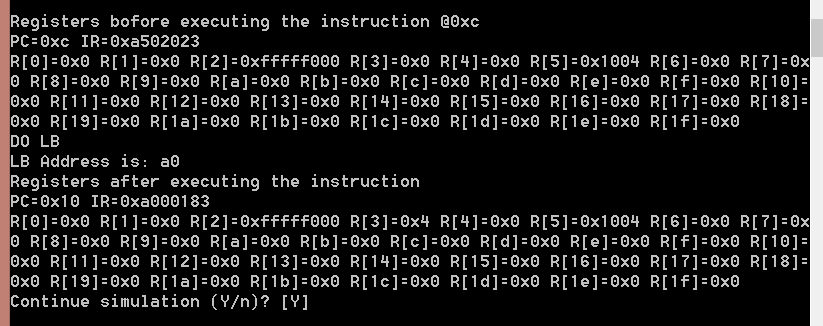 Registers bofore executing the instruction @0xc
PC=0xc IR=0xa502023
R[0]=0x0 R[1]=0x0 R[2]=0xfffff000 R[3]=0x0 R[4]=0x0 R[5]=0x1004 R[6]=0x0 R[7]=0x
0 R[8]=0x0 R[9]=0x0 R[a]=0x0 R[b]=0x0 R[c]=0x0 R[d]=0x0 R[e]=0x0 R[f]=0x0 R[10]=
0x0 R[11]=0x0 R[12]=0x0 R[13]=0x0 R[14]=0x0 R[15]=0x0 R[16]=0x0 R[17]=0x0 R[18]=
0x0 R[19]=0x0 R[1a]=0x0 R[1b]=0x0 R[1c]=0x0 R[1d]=0x0 R[1e]=0x0 R[1f]=0x0
DO LB
LB Address is: a0
Registers after executing the instruction
PC=0x10 IR=0xa000183
R[0]=0x0 R[1]=0x0 R[2]=0xfffff000 R[3]=0x4 R[4]=0x0 R[5]=0x1004 R[6]=0x0 R[7]=0x
0 R[8]=0x0 R[9]=0x0 R[a]=0x0 R[b]=0x0 R[c]=0x0 R[d]=0x0 R[e]=0x0 R[f]=0x0 R[10]=
0x0 R[11]=0x0 R[12]=0x0 R[13]=0x0 R[14]=0x0 R[15]=0x0 R[16]=0x0 R[17]=0x0 R[18]=
0x0 R[19]=0x0 R[1a]=0x0 R[1b]=0x0 R[1c]=0x0 R[1d]=0x0 R[1e]=0x0 R[1f]=0x0
Continue simulation (Y/n)? [Y]